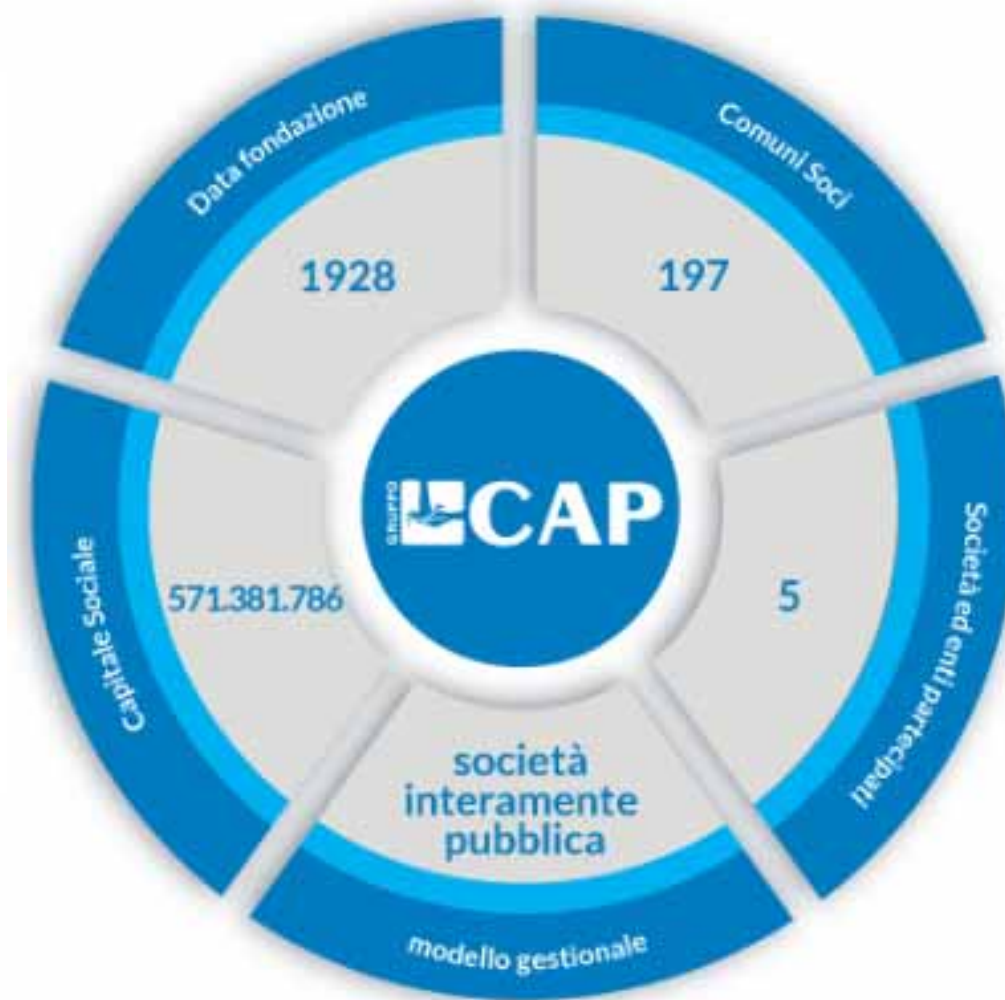 Data fondazione
1928
Comuni Soci
197
Società ed enti partecipati
5
modello gestionale
società
interamente
pubblica
Capitale Sociale
571.381.786
GRUPPO
CAP